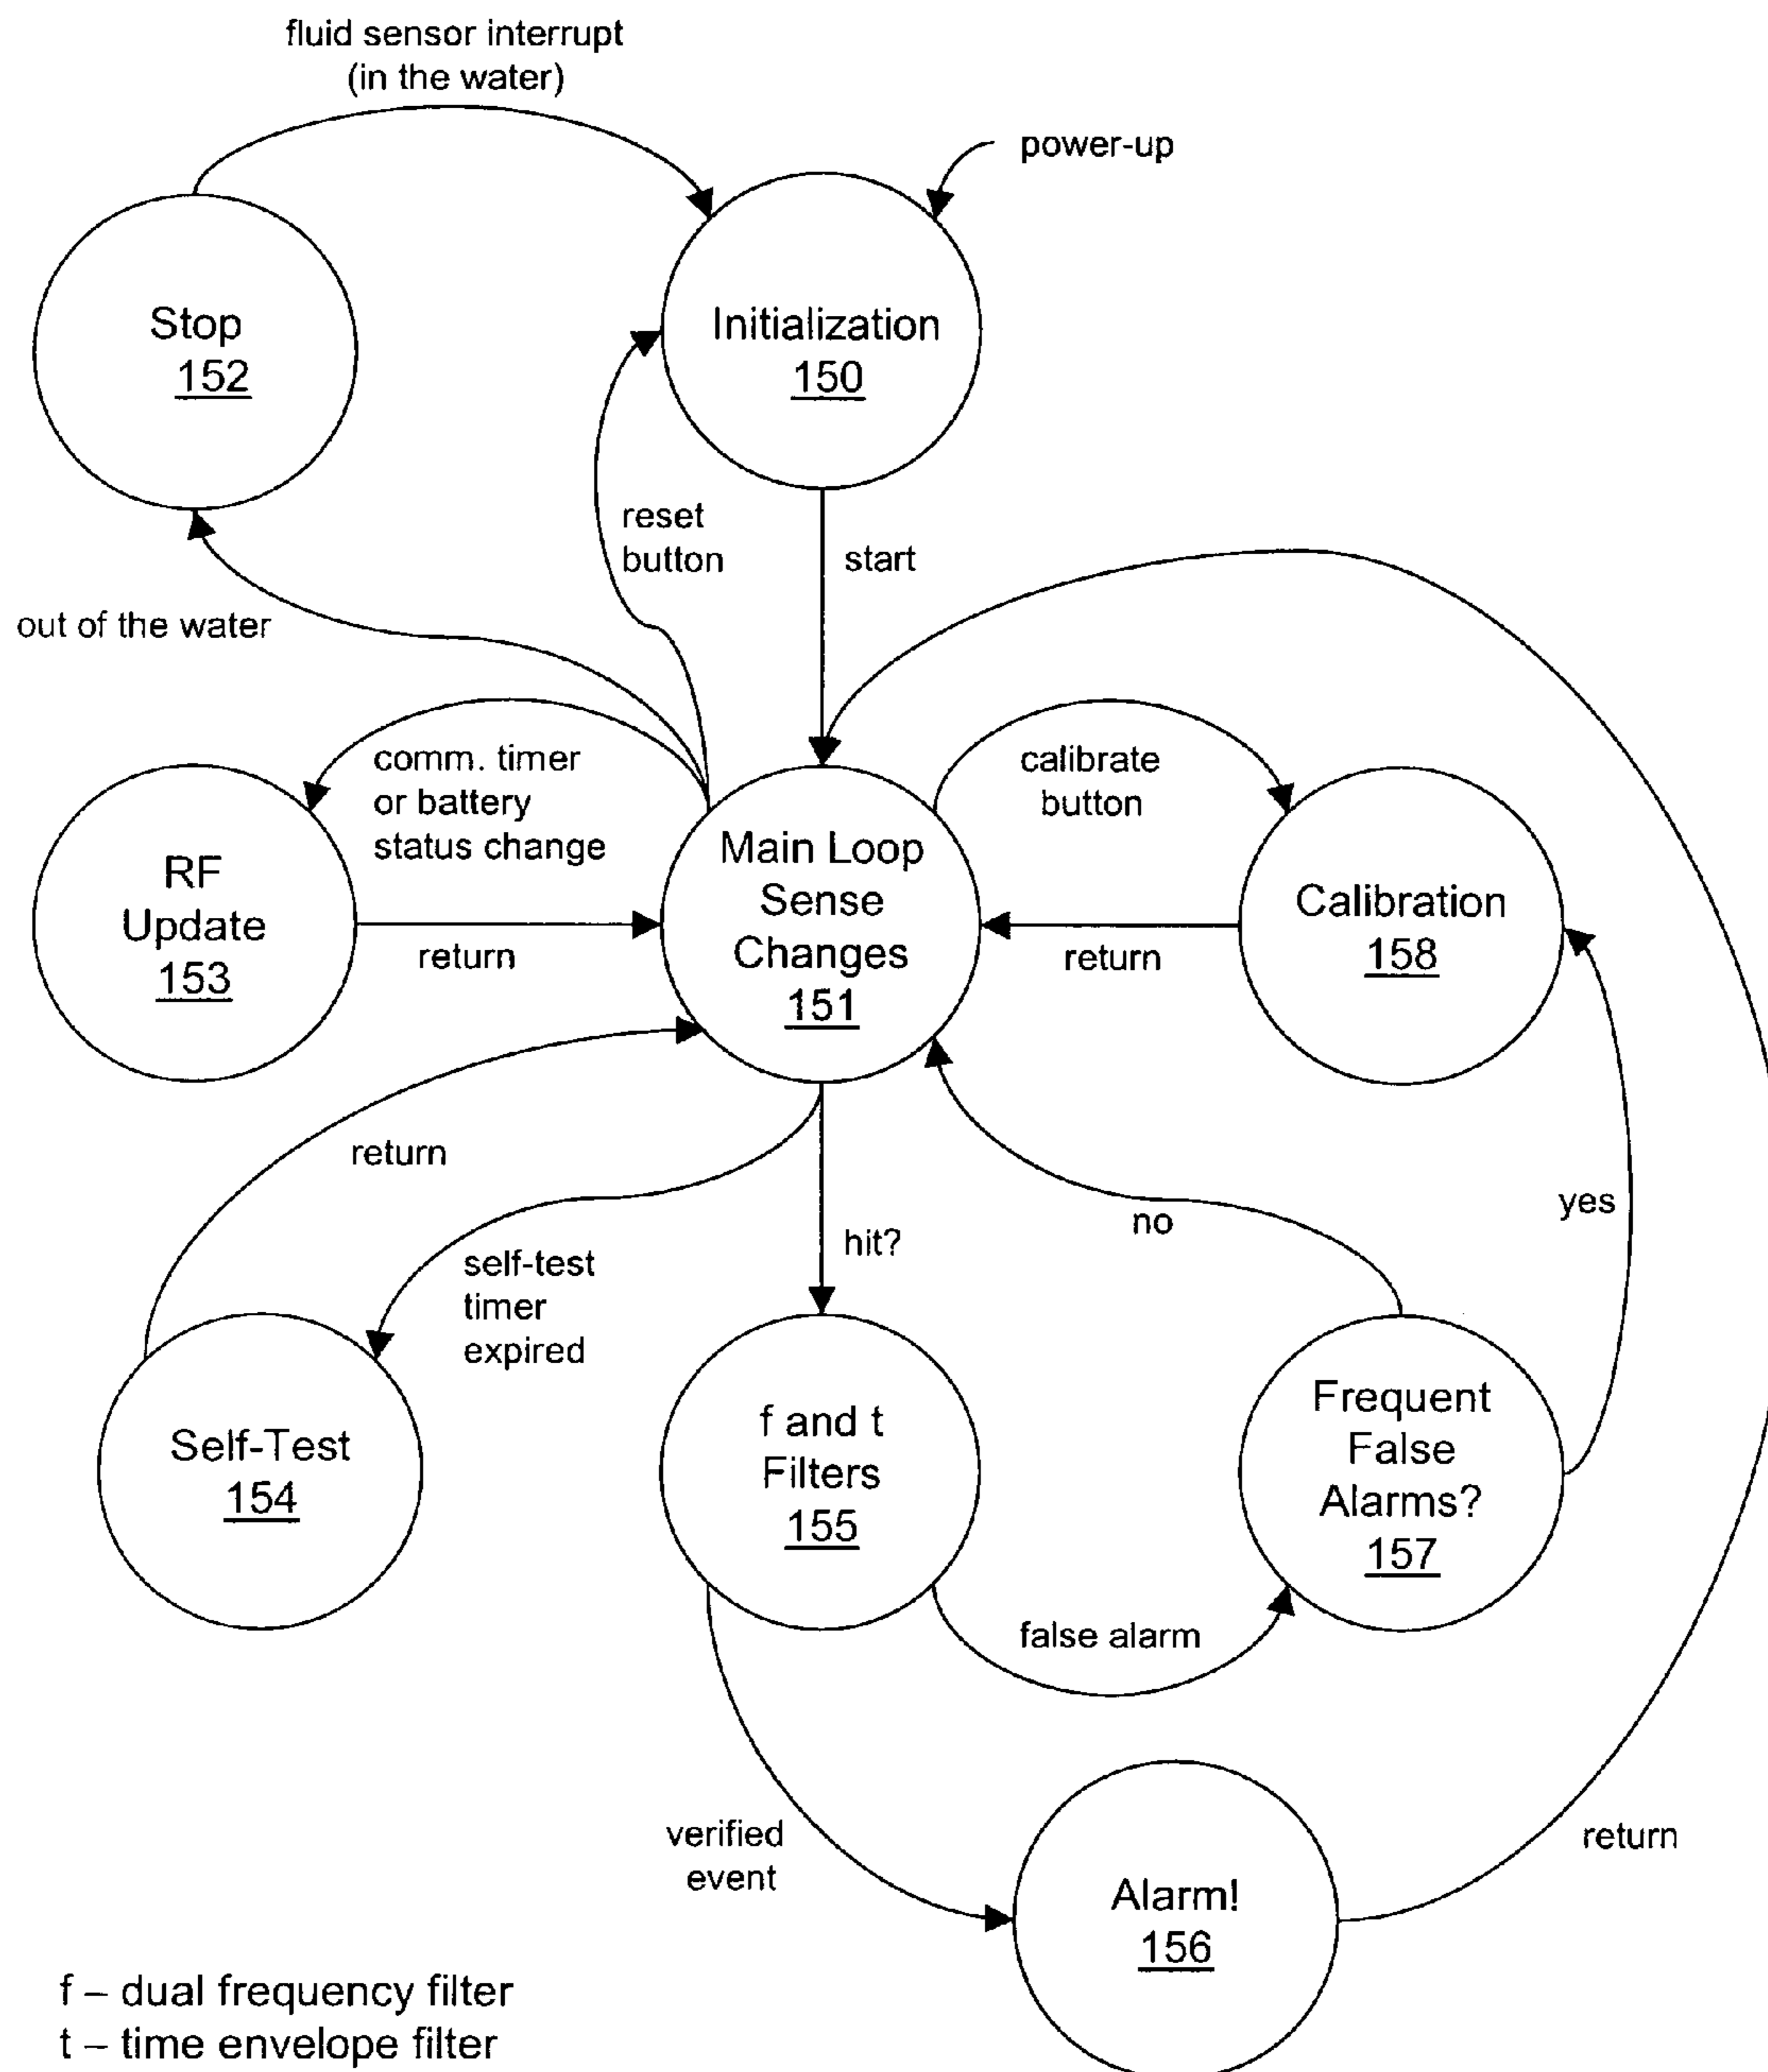 fluid sensor interrupt
(in the water)
power-up
Stop
152
Initialization
150
reset
button
start
out of the water
comm. timer
or battery
status change
calibrate
button
RF
Update
153
return
Main Loop
Sense
Changes
151
return
Calibration
158
return
self-test
timer
expired
hit?
no
yes
Self-Test
154
f and t
Filters
155
Frequent
False
Alarms?
157
false alarm
verified
event
Alarm!
156
return
f – dual frequency filter
t – time envelope filter